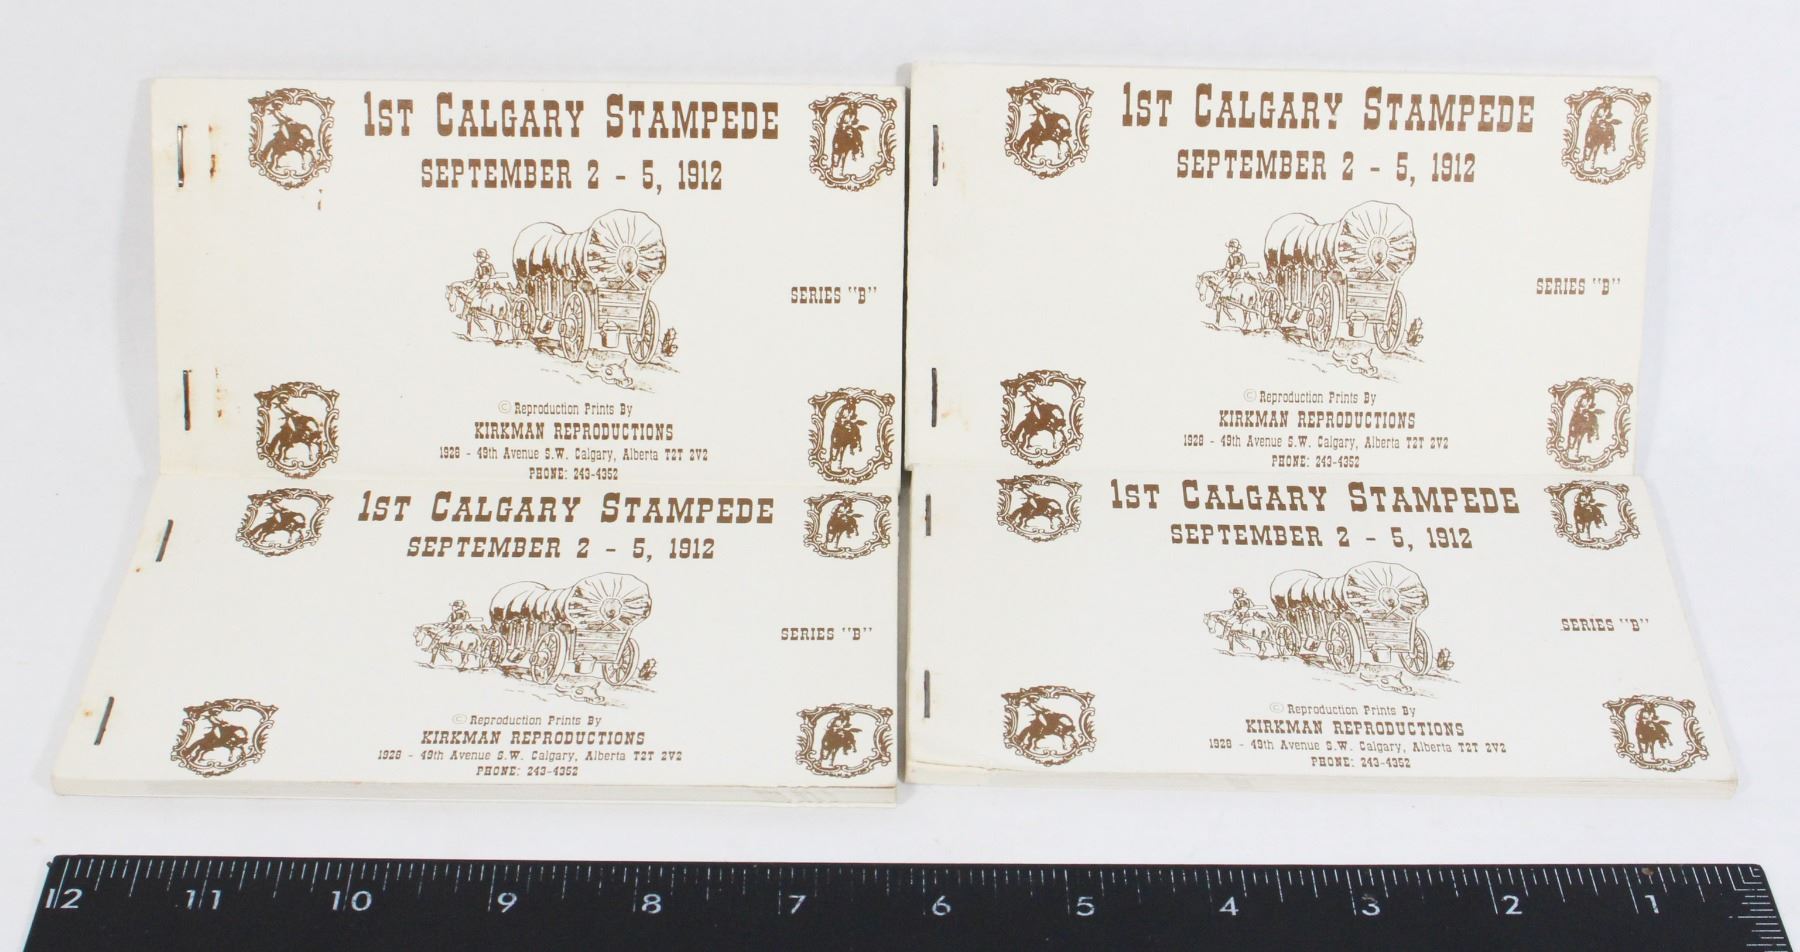 1ST CALGARY STAMPEDE
SEPTEMBER 2 - 5, 1912
SERIES "B"
© Reproduction Prints By
KIRKMAN REPRODUCTIONS
1928 - 49th Avenue S.W. Calgary, Alberta T2T 2V2
PHONE: 243-4352
1ST CALGARY STAMPEDE
SEPTEMBER 2 - 5, 1912
SERIES "B"
© Reproduction Prints By
KIRKMAN REPRODUCTIONS
1928 - 49th Avenue S.W. Calgary, Alberta T2T 2V2
PHONE: 243-4352
1ST CALGARY STAMPEDE
SEPTEMBER 2 - 5, 1912
SERIES "B"
© Reproduction Prints By
KIRKMAN REPRODUCTIONS
1928 - 49th Avenue S.W. Calgary, Alberta T2T 2V2
PHONE: 243-4352
1ST CALGARY STAMPEDE
SEPTEMBER 2 - 5, 1912
SERIES "B"
© Reproduction Prints By
KIRKMAN REPRODUCTIONS
1928 - 49th Avenue S.W. Calgary, Alberta T2T 2V2
PHONE: 243-4352
12 11 10 9 8 7 6 5 4 3 2 1